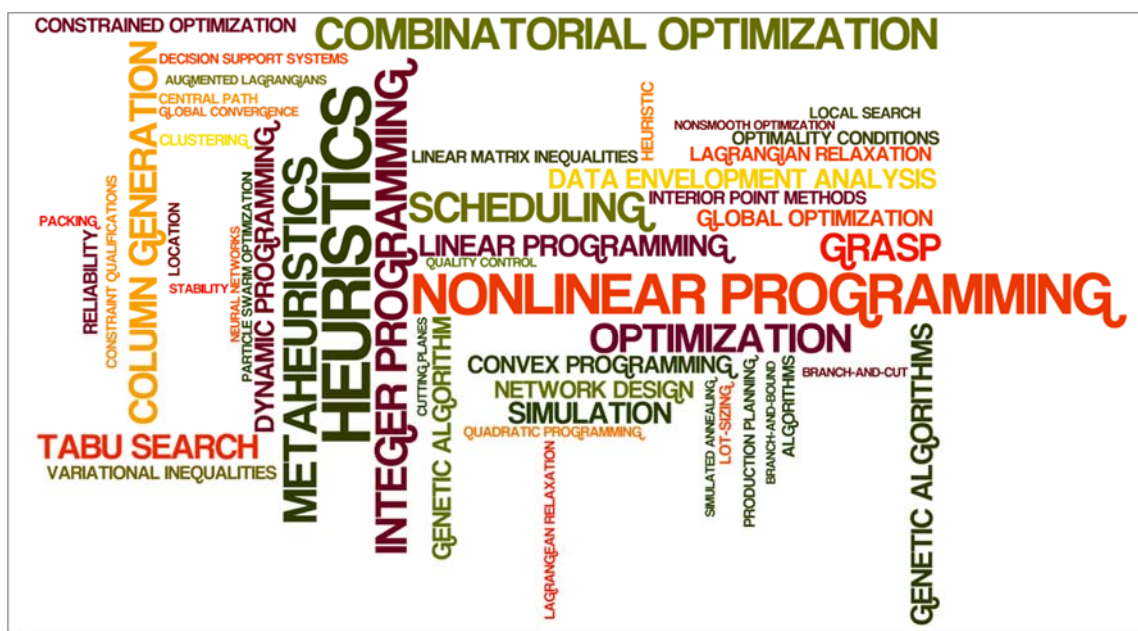 CONSTRAINED OPTIMIZATION
COMBINATORIAL OPTIMIZATION
DECISION SUPPORT SYSTEMS
AUGMENTED LAGRANGIANS
CENTRAL PATH
GLOBAL CONVERGENCE
CLUSTERING
COLUMN GENERATION
PACKING
RELIABILITY
CONSTRAINT QUALIFICATIONS
LOCATION
STABILITY
NEURAL NETWORKS
PARTICLE SWARM OPTIMIZATION
DYNAMIC PROGRAMMING
METAHEURISTICS
HEURISTICS
INTEGER PROGRAMMING
TABU SEARCH
VARIATIONAL INEQUALITIES
HEURISTIC
LOCAL SEARCH
NONSMOOTH OPTIMIZATION
OPTIMALITY CONDITIONS
LINEAR MATRIX INEQUALITIES
LAGRANGIAN RELAXATION
DATA ENVELOPMENT ANALYSIS
SCHEDULING
INTERIOR POINT METHODS
GLOBAL OPTIMIZATION
LINEAR PROGRAMMING
GRASP
QUALITY CONTROL
NONLINEAR PROGRAMMING
OPTIMIZATION
CUTTING PLANES
GENETIC ALGORITHM
CONVEX PROGRAMMING
NETWORK DESIGN
SIMULATION
QUADRATIC PROGRAMMING
LAGRANGEAN RELAXATION
SIMULATED ANNEALING
LOT-SIZING
PRODUCTION PLANNING
BRANCH-AND-BOUND
ALGORITHMS
BRANCH-AND-CUT
GENETIC ALGORITHMS